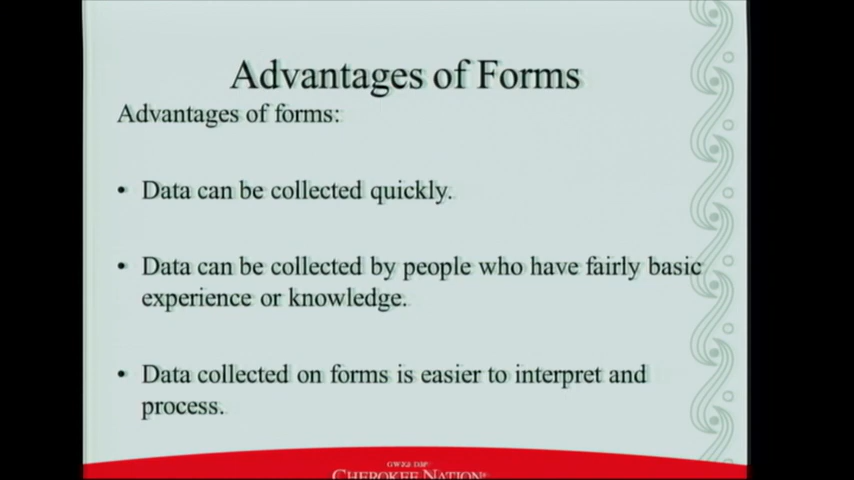 Advantages of Forms
Advantages of forms:
• Data can be collected quickly.
• Data can be collected by people who have fairly basic
experience or knowledge.
• Data collected on forms is easier to interpret and
process.
CHEROKEE NATION